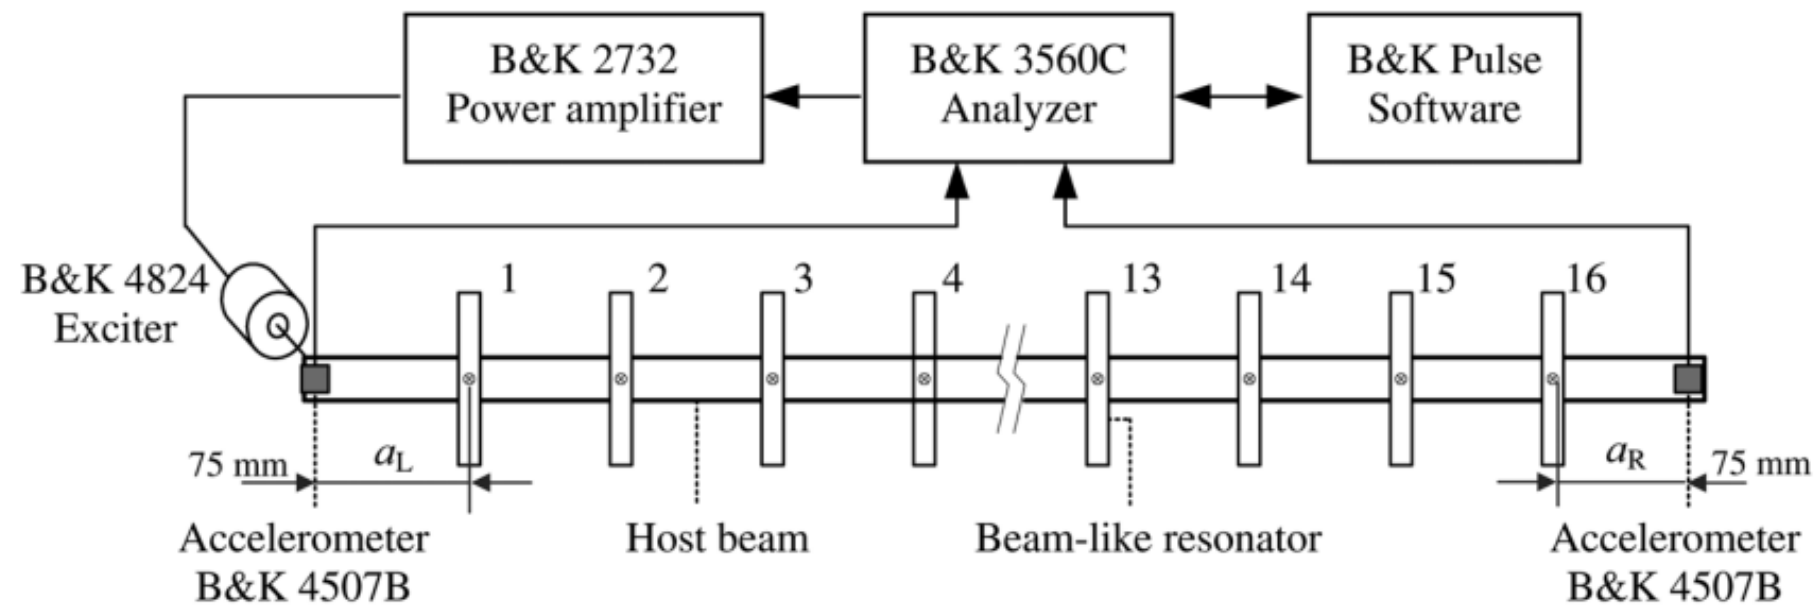 B&K 2732
Power amplifier
B&K 3560C
Analyzer
B&K Pulse
Software
B&K 4824
Exciter
1
2
3
4
13
14
15
16
75 mm
aL
aR
75 mm
Accelerometer
B&K 4507B
Host beam
Beam-like resonator
Accelerometer
B&K 4507B